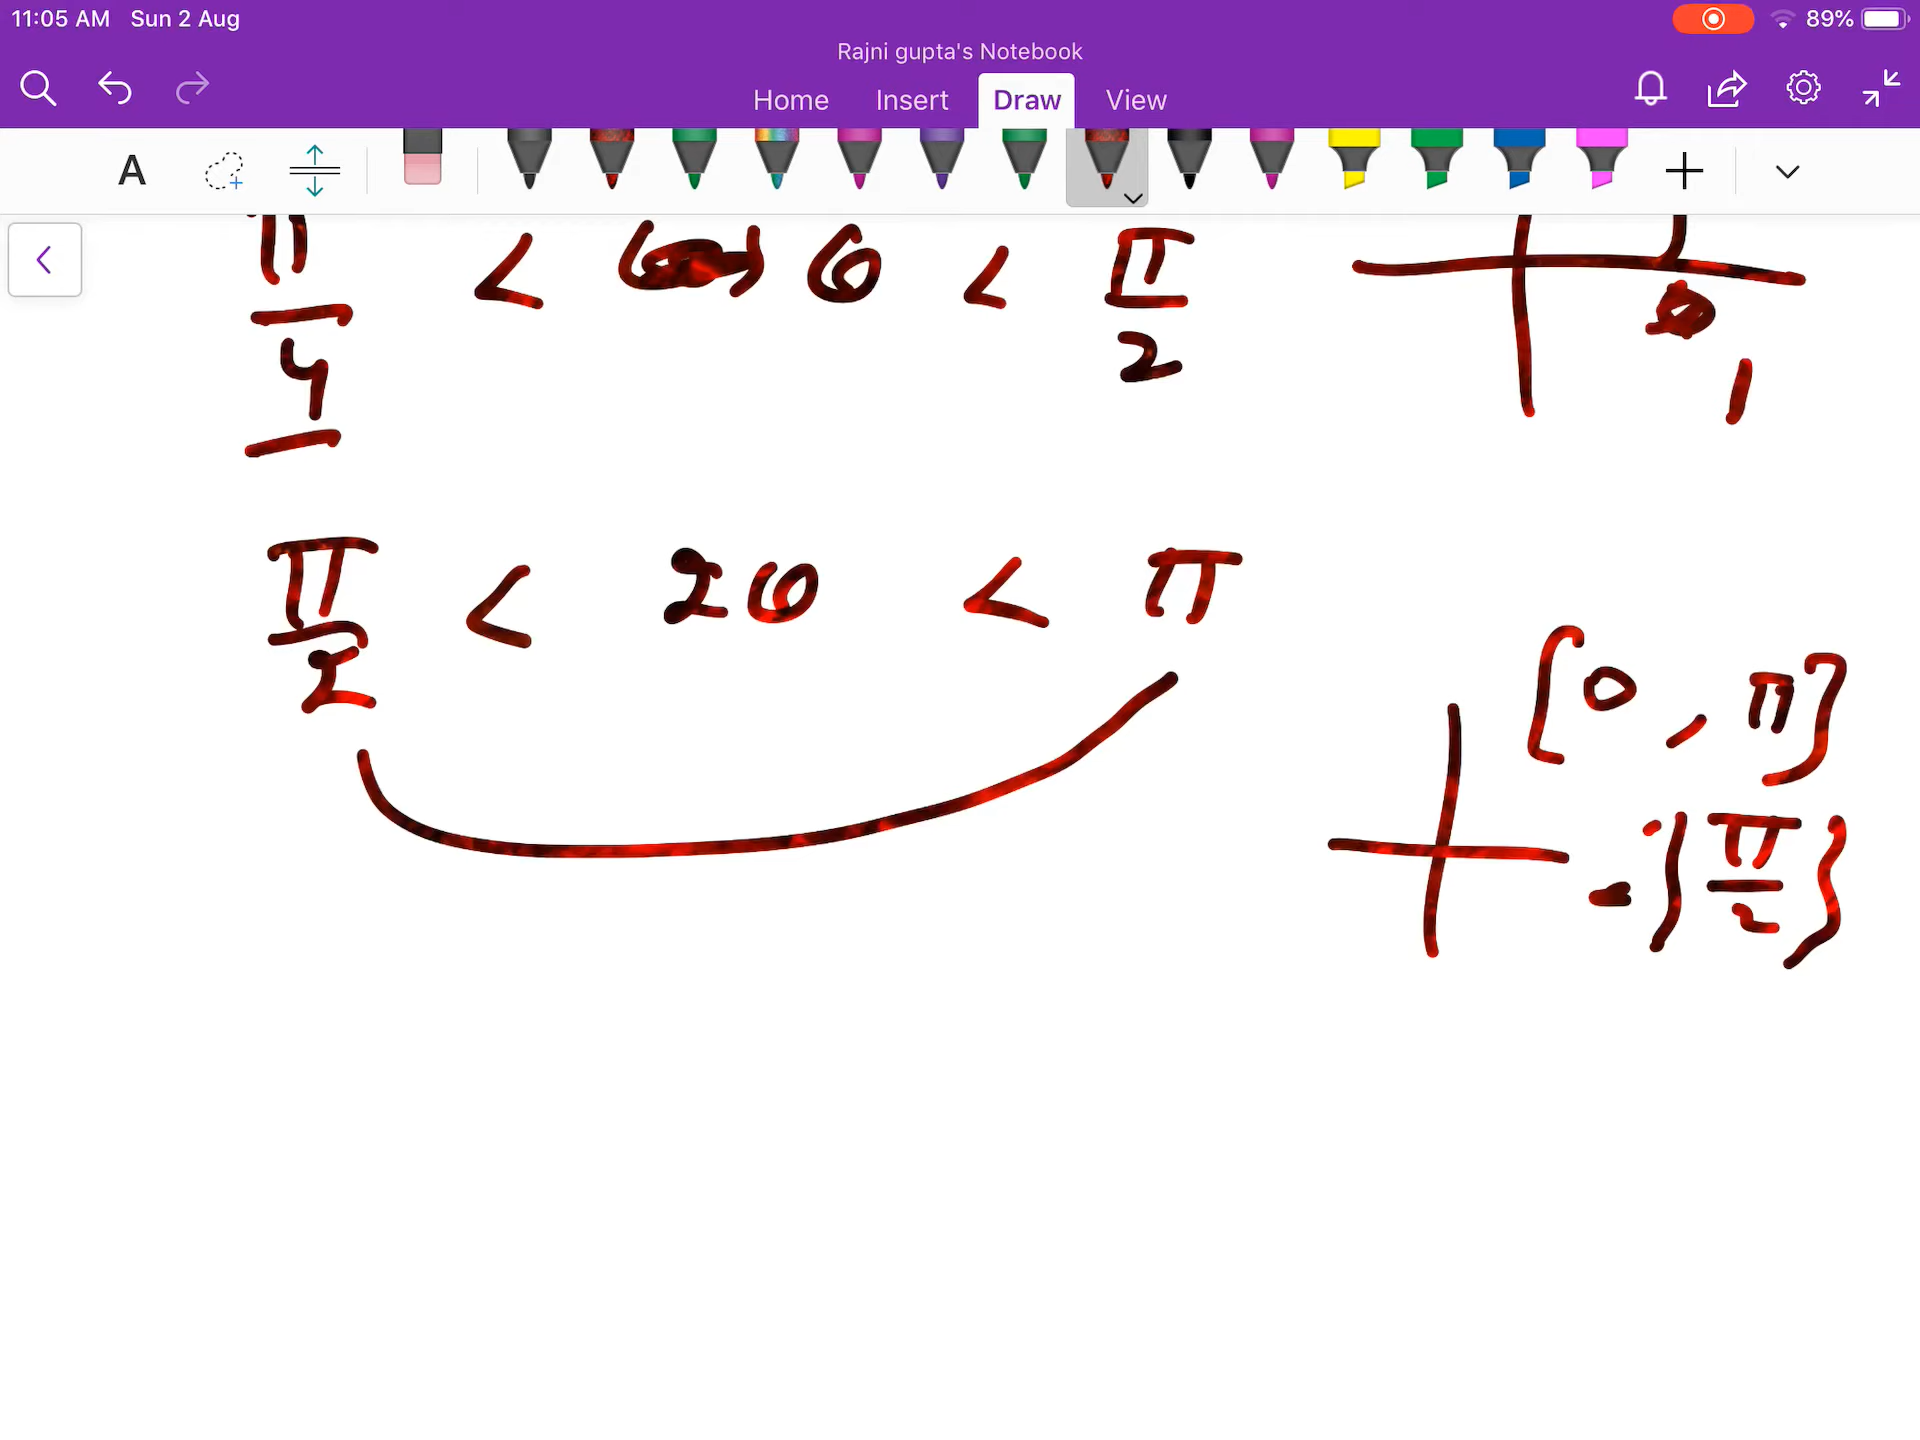 11:05 AM Sun 2 Aug
89%
Rajni gupta's Notebook
Home Insert Draw View
A
π/4 < θ < π/2
1
π/2 < 2θ < π
[0, π]
- {π/2}